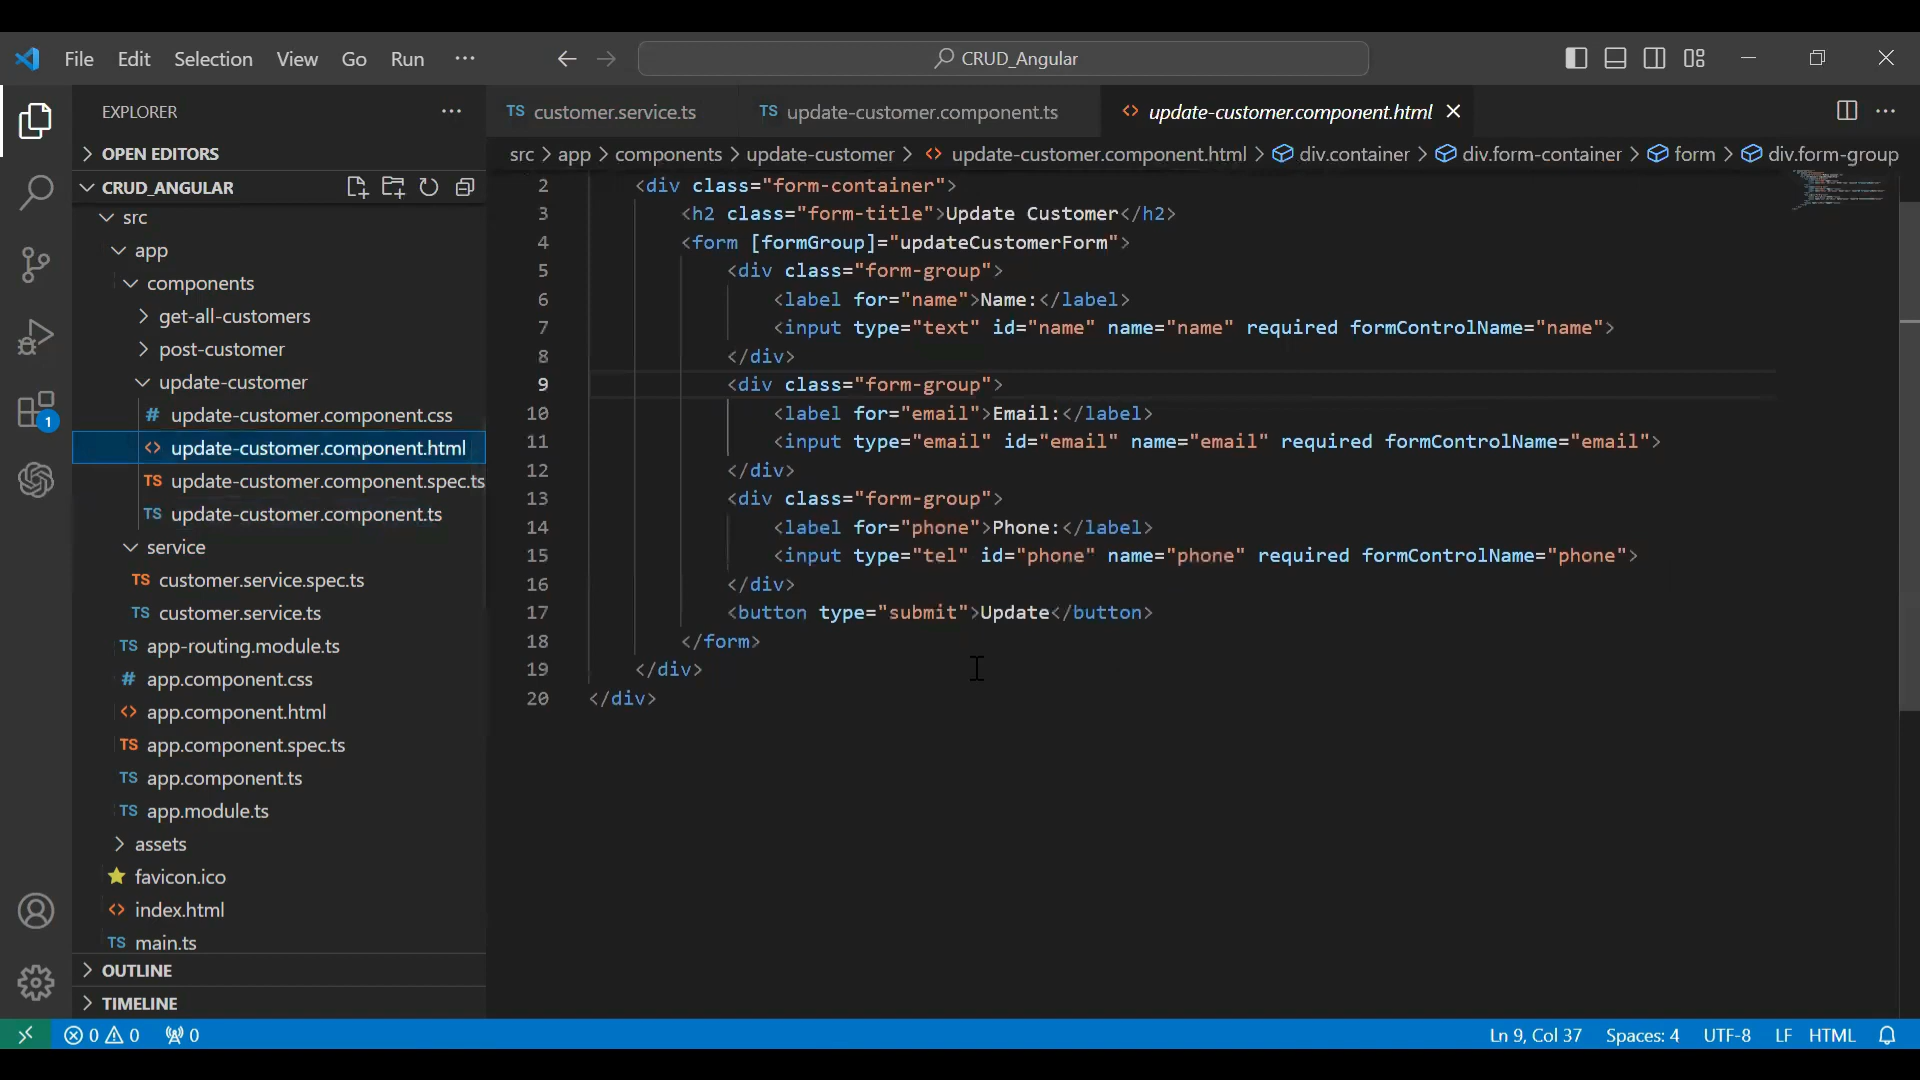 File Edit Selection View Go Run ··· CRUD_Angular
EXPLORER
OPEN EDITORS
CRUD_ANGULAR
src
app
components
get-all-customers
post-customer
update-customer
# update-customer.component.css
<> update-customer.component.html
TS update-customer.component.spec.ts
TS update-customer.component.ts
service
TS customer.service.spec.ts
TS customer.service.ts
TS app-routing.module.ts
# app.component.css
<> app.component.html
TS app.component.spec.ts
TS app.component.ts
TS app.module.ts
assets
favicon.ico
<> index.html
TS main.ts
OUTLINE
TIMELINE
1
TS customer.service.ts TS update-customer.component.ts <> update-customer.component.html
src > app > components > update-customer > <> update-customer.component.html > div.container > div.form-container > form > div.form-group
2 <div class="form-container">
3 <h2 class="form-title">Update Customer</h2>
4 <form [formGroup]="updateCustomerForm">
5 <div class="form-group">
6 <label for="name">Name:</label>
7 <input type="text" id="name" name="name" required formControlName="name">
8 </div>
9 <div class="form-group">
10 <label for="email">Email:</label>
11 <input type="email" id="email" name="email" required formControlName="email">
12 </div>
13 <div class="form-group">
14 <label for="phone">Phone:</label>
15 <input type="tel" id="phone" name="phone" required formControlName="phone">
16 </div>
17 <button type="submit">Update</button>
18 </form>
19 </div>
20 </div>
0 0 0 Ln 9, Col 37 Spaces: 4 UTF-8 LF HTML